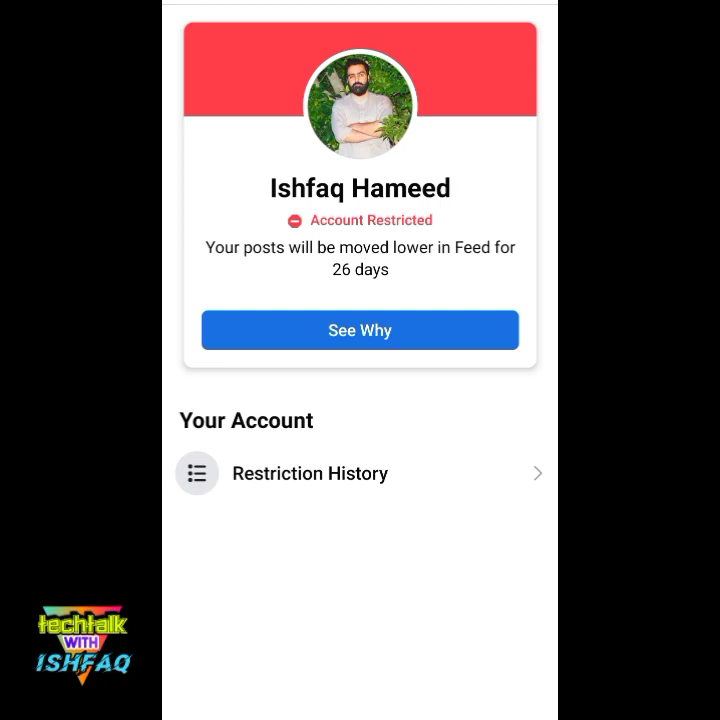 Ishfaq Hameed
Account Restricted
Your posts will be moved lower in Feed for
26 days
See Why
Your Account
Restriction History
techtalk
WITH
ISHFAQ